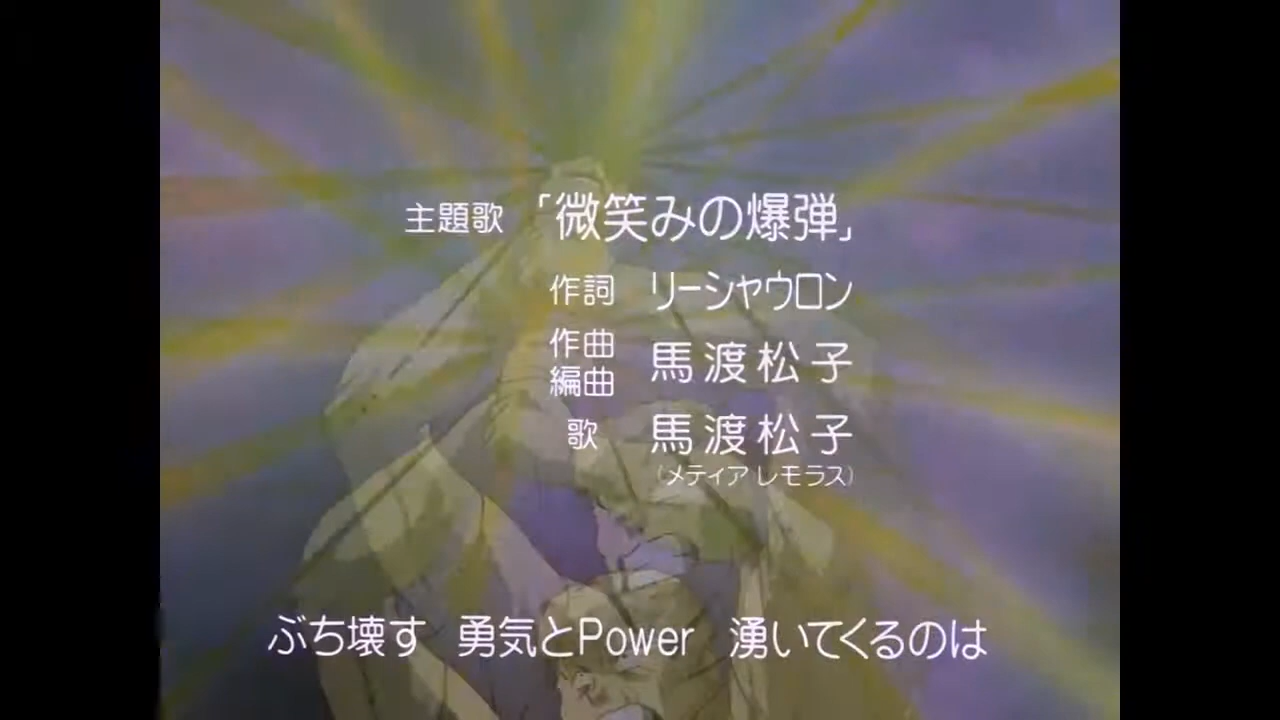 主題歌 「微笑みの爆弾」
作詞 リーシャウロン
作曲
編曲 馬渡松子
歌 馬渡松子
(メティア レモラス)
ぶち壊す 勇気とPower 湧いてくるのは